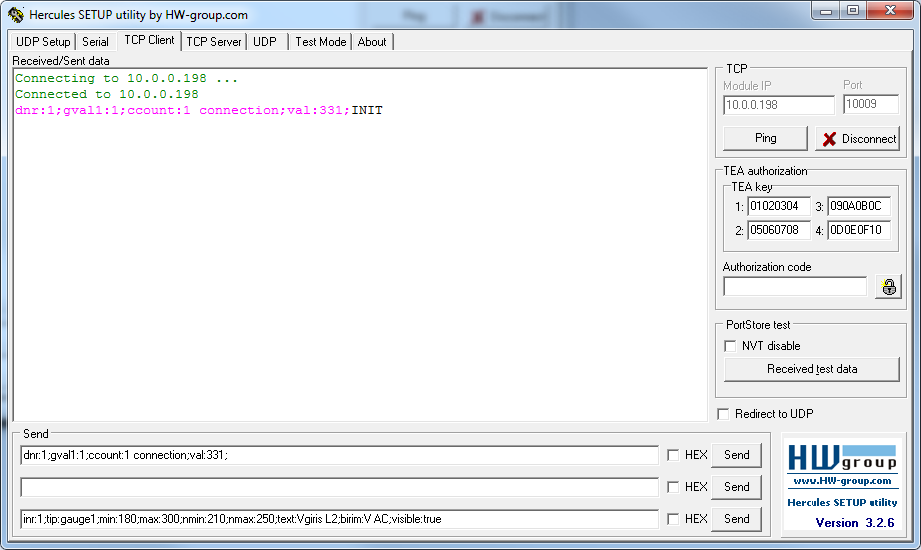 Hercules SETUP utility by HW-group.com
UDP Setup Serial TCP Client TCP Server UDP Test Mode About
Received/Sent data
Connecting to 10.0.0.198 ...
Connected to 10.0.0.198
dnr:1;gval1:1;ccount:1 connection;val:331;INIT
TCP
Module IP Port
10.0.0.198 10009
Ping Disconnect
TEA authorization
TEA key
1: 01020304 3: 090A0B0C
2: 05060708 4: 0D0E0F10
Authorization code
PortStore test
NVT disable
Received test data
Redirect to UDP
Send
dnr:1;gval1:1;ccount:1 connection;val:331; HEX Send
HEX Send
inr:1;tip:gauge1;min:180;max:300;nmin:210;nmax:250;text:Vgiris L2;birim:V AC;visible:true HEX Send
HW group
www.HW-group.com
Hercules SETUP utility
Version 3.2.6